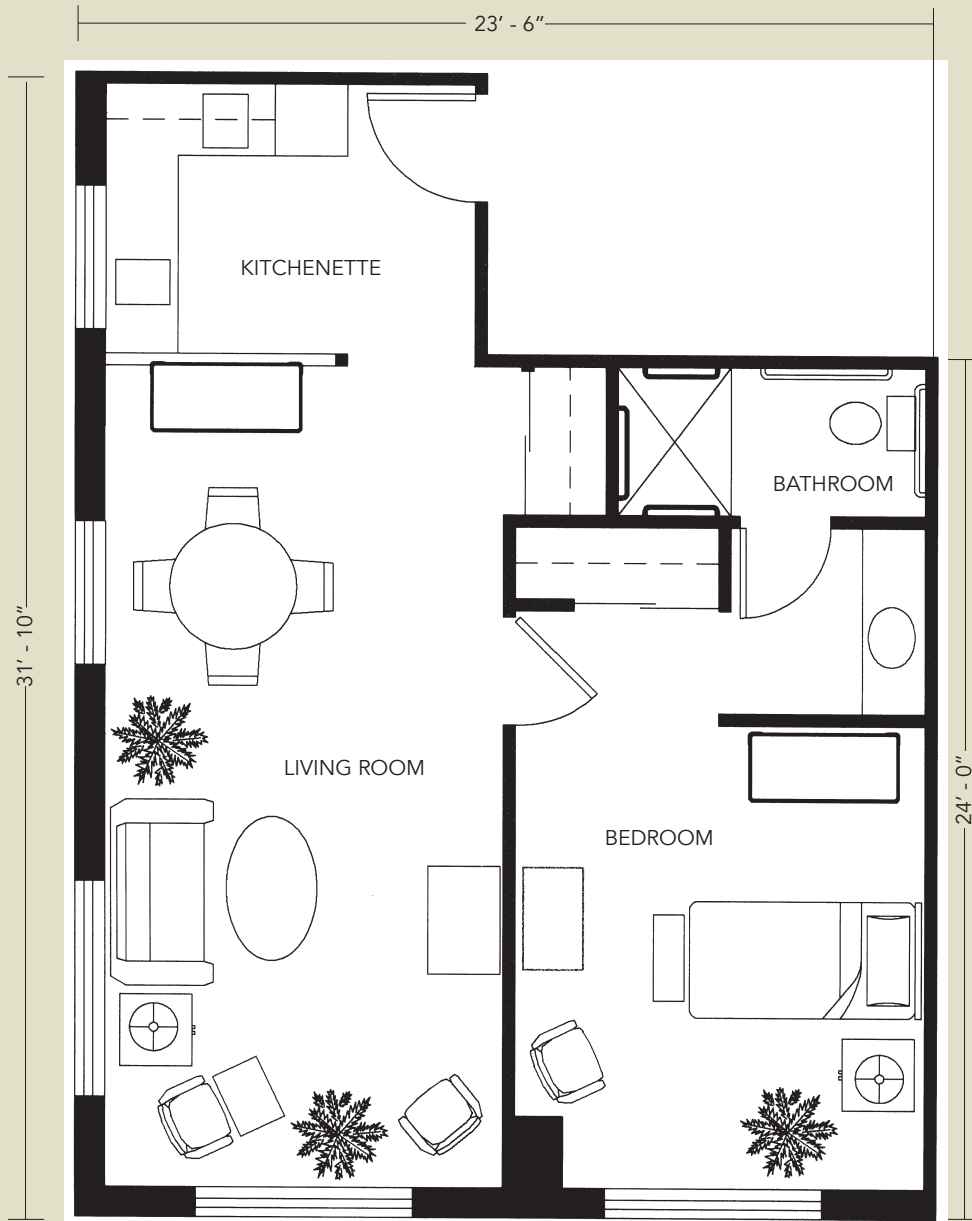 23’ - 6”
KITCHENETTE
BATHROOM
31’ - 10”
LIVING ROOM
24’ - 0”
BEDROOM